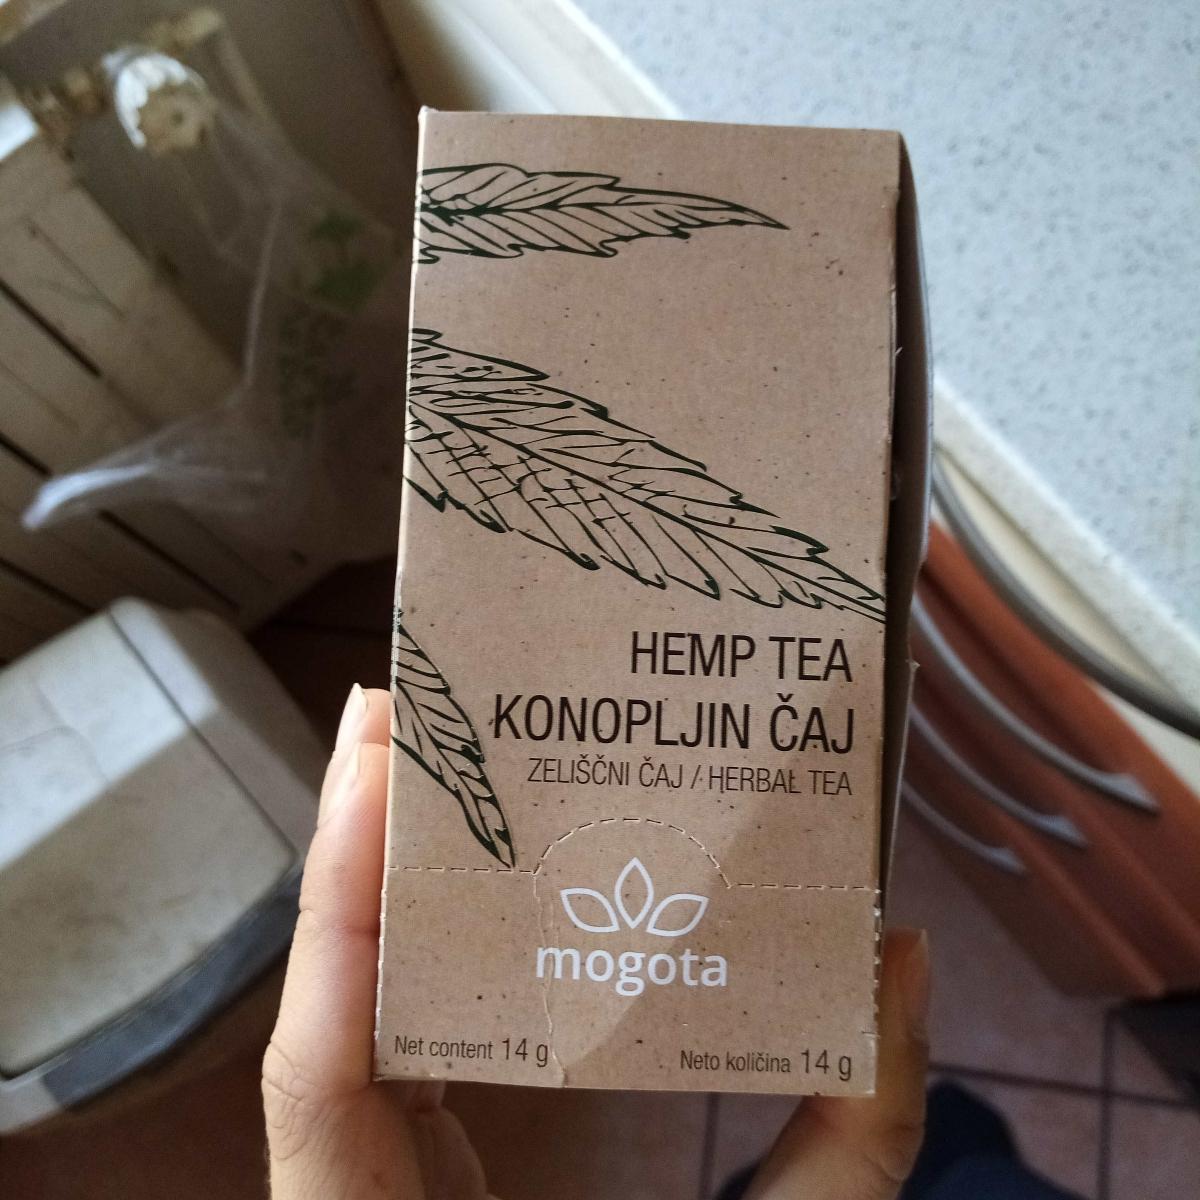 HEMP TEA
KONOPLJIN ČAJ
ZELIŠČNI ČAJ / HERBAL TEA
mogota
Net content 14 g
Neto količina 14 g